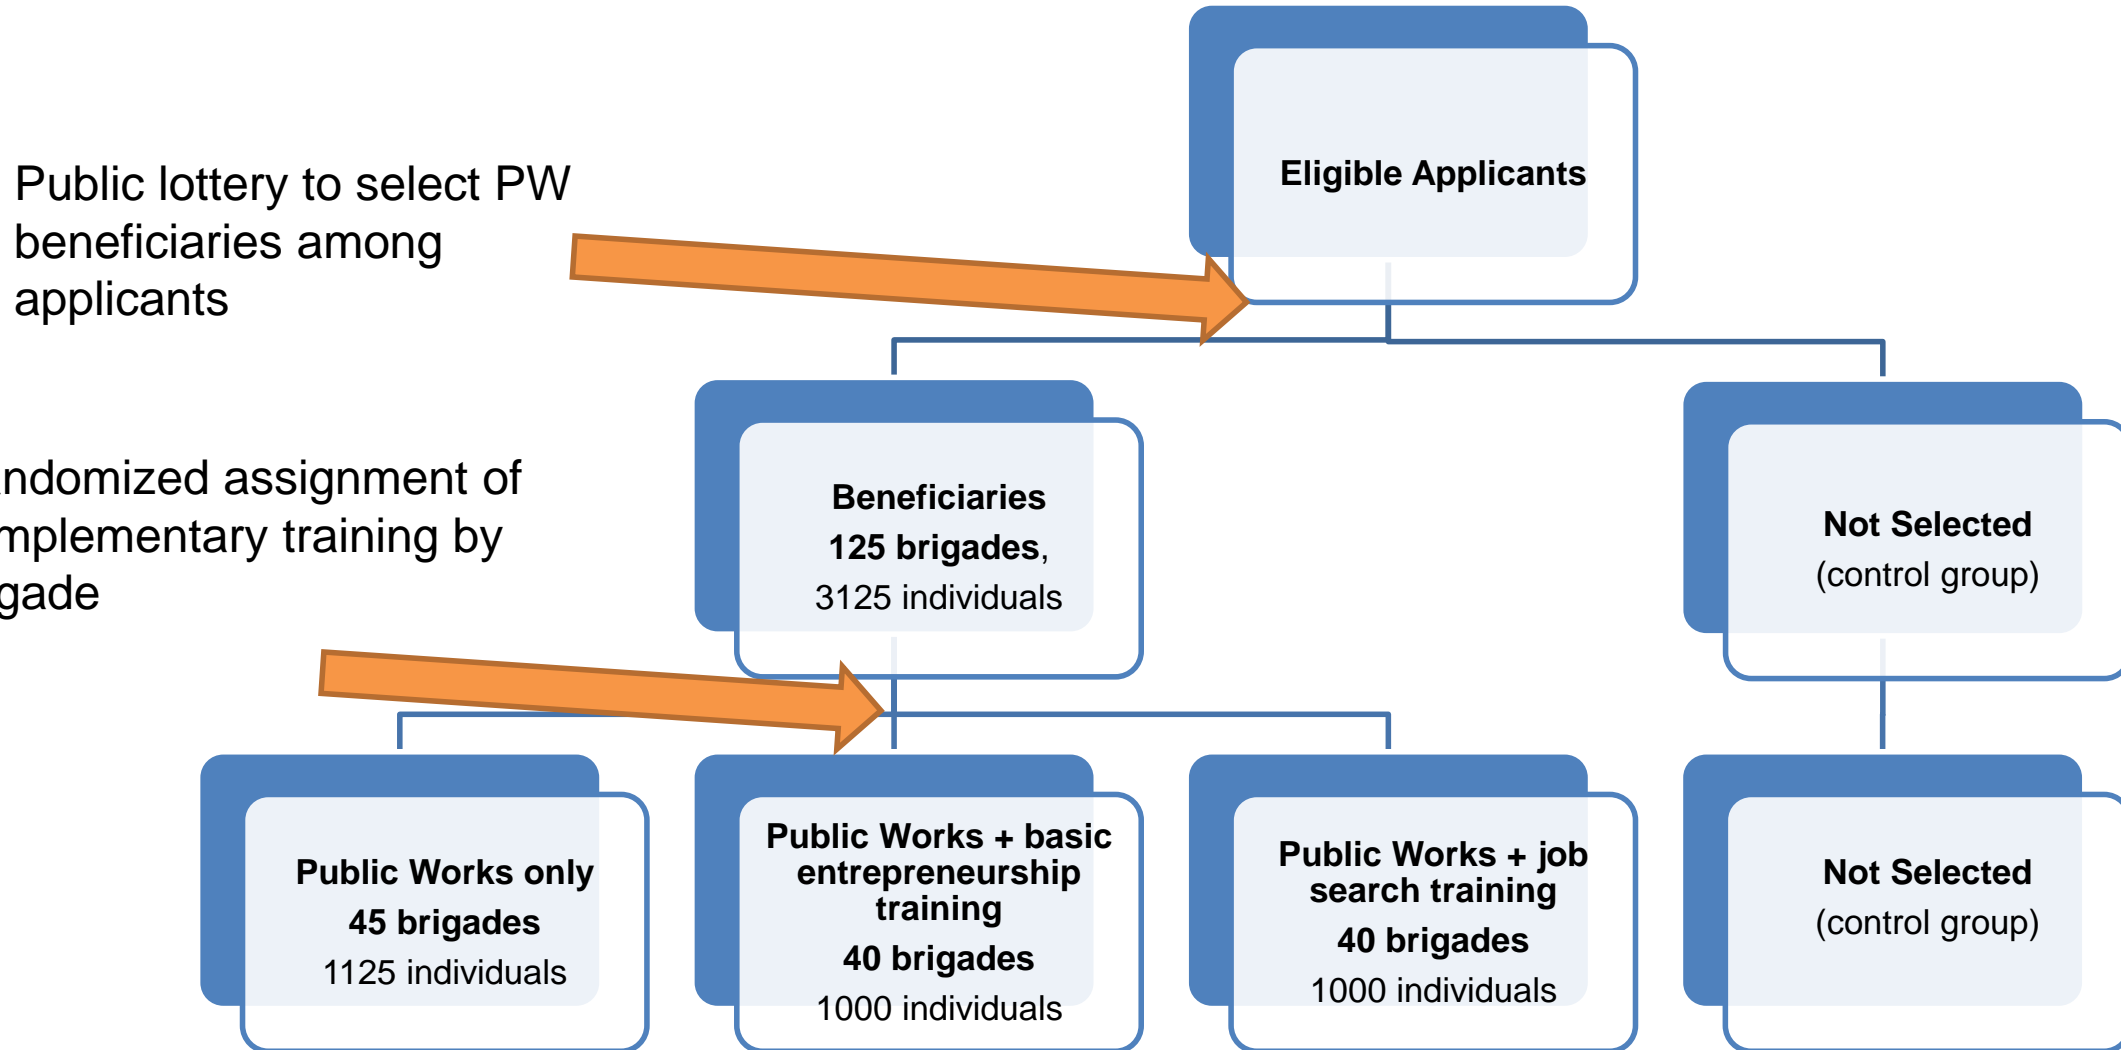 Eligible Applicants
Public lottery to select PW
beneficiaries among
applicants
Beneficiaries
125 brigades,
3125 individuals
Not Selected
(control group)
ndomized assignment of
mplementary training by
gade
Public Works only
45 brigades
1125 individuals
Public Works + basic
entrepreneurship
training
40 brigades
1000 individuals
Public Works + job
search training
40 brigades
1000 individuals
Not Selected
(control group)